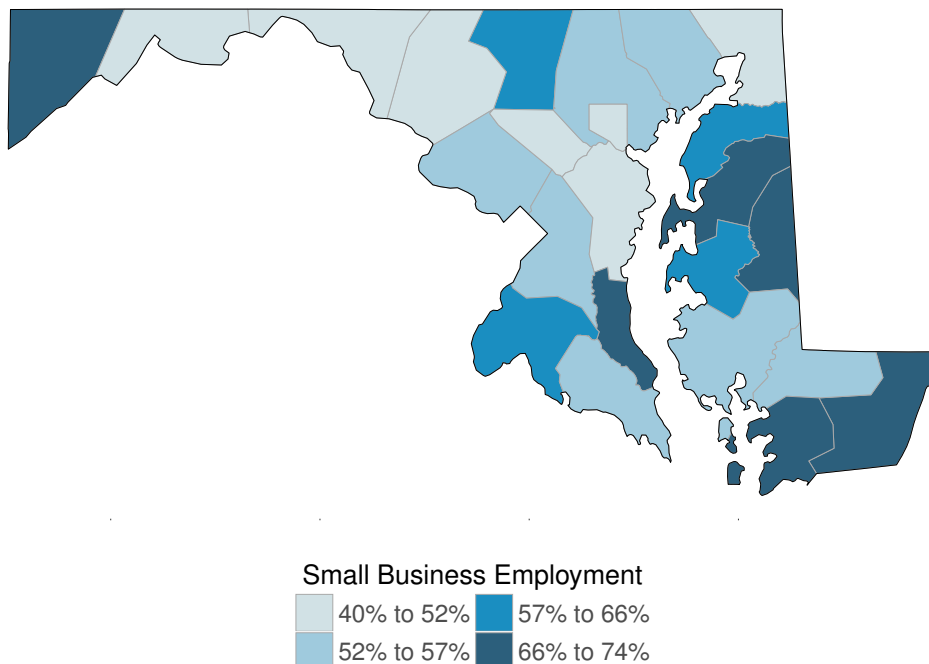 Small Business Employment
40% to 52% 57% to 66%
52% to 57% 66% to 74%